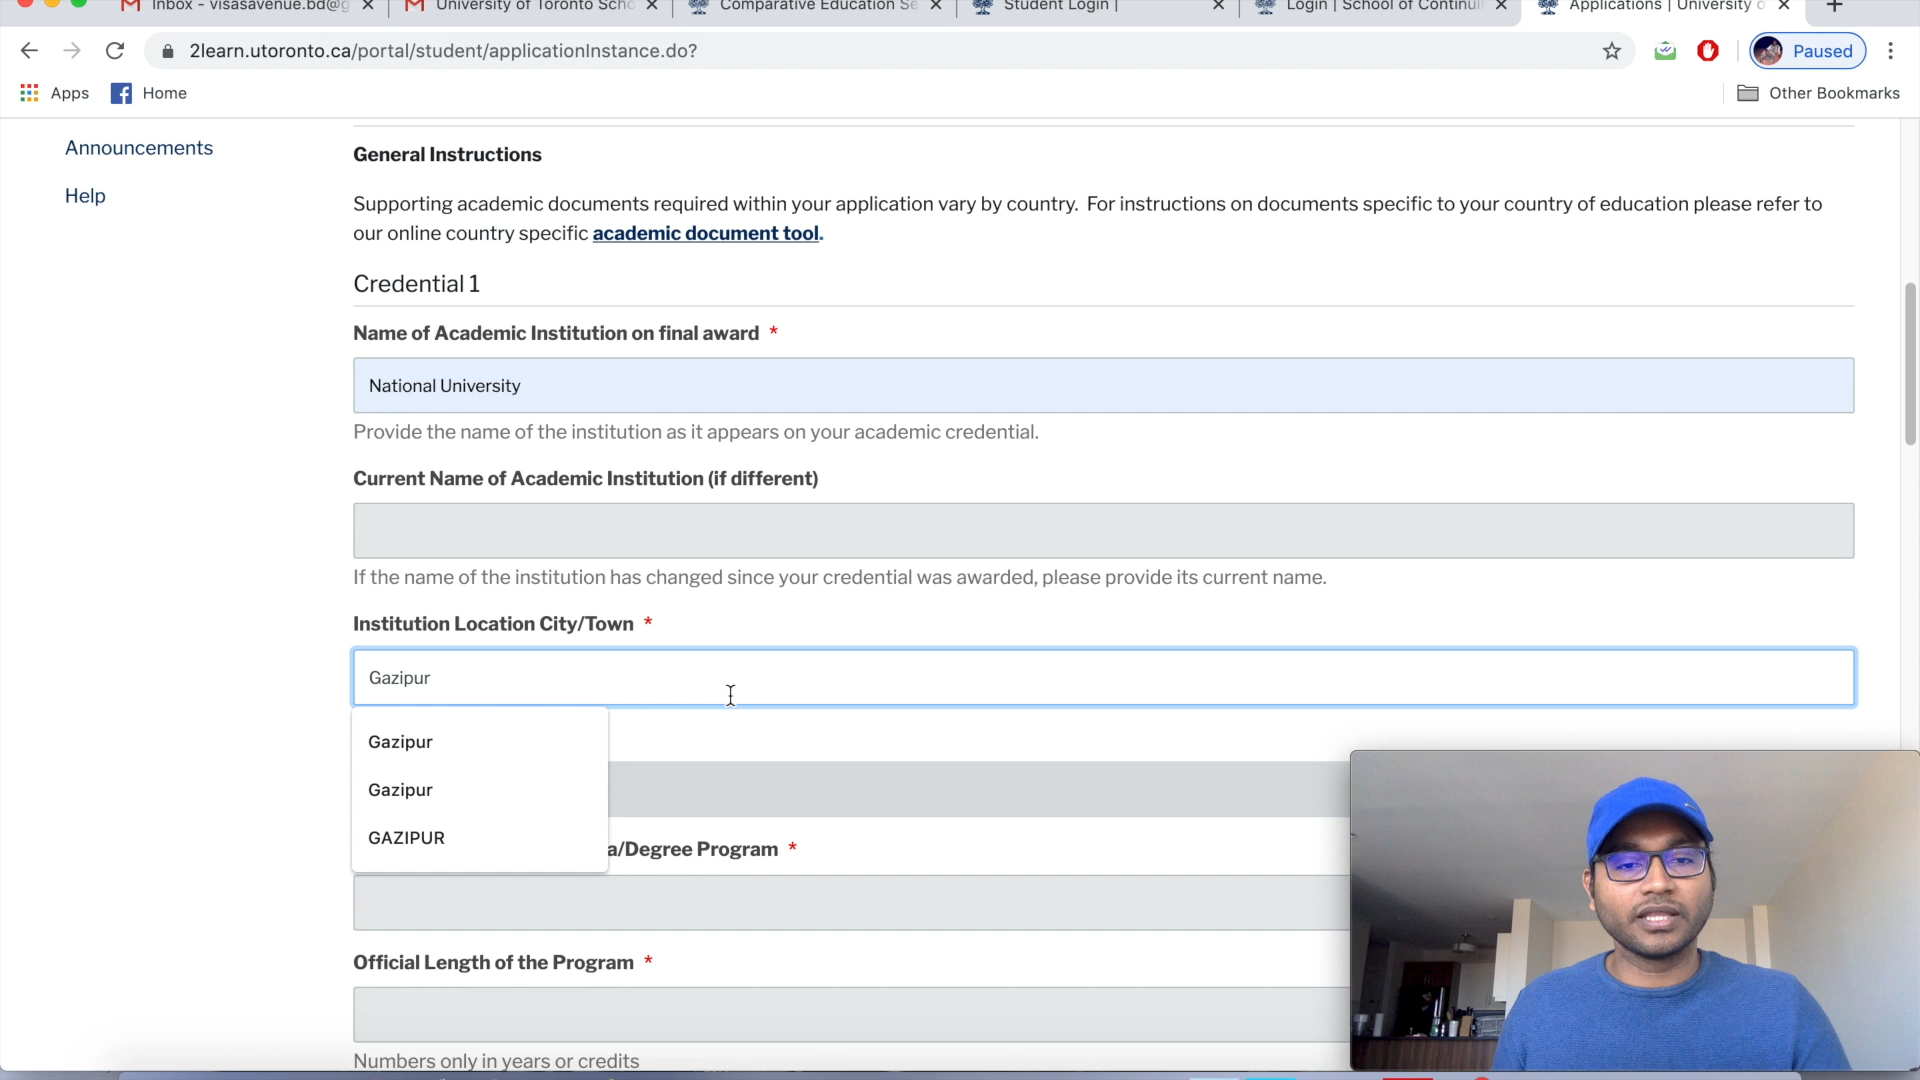 Inbox - visasavenue.bd@g
University of Toronto Scho
Comparative Education Se
Student Login |
Login | School of Continui
Applications | University o
2learn.utoronto.ca/portal/student/applicationInstance.do?
Paused
Apps
Home
Other Bookmarks
Announcements
Help
General Instructions
Supporting academic documents required within your application vary by country. For instructions on documents specific to your country of education please refer to
our online country specific academic document tool.
Credential 1
Name of Academic Institution on final award *
National University
Provide the name of the institution as it appears on your academic credential.
Current Name of Academic Institution (if different)
If the name of the institution has changed since your credential was awarded, please provide its current name.
Institution Location City/Town *
Gazipur
Gazipur
Gazipur
GAZIPUR
a/Degree Program *
Official Length of the Program *
Numbers only in years or credits